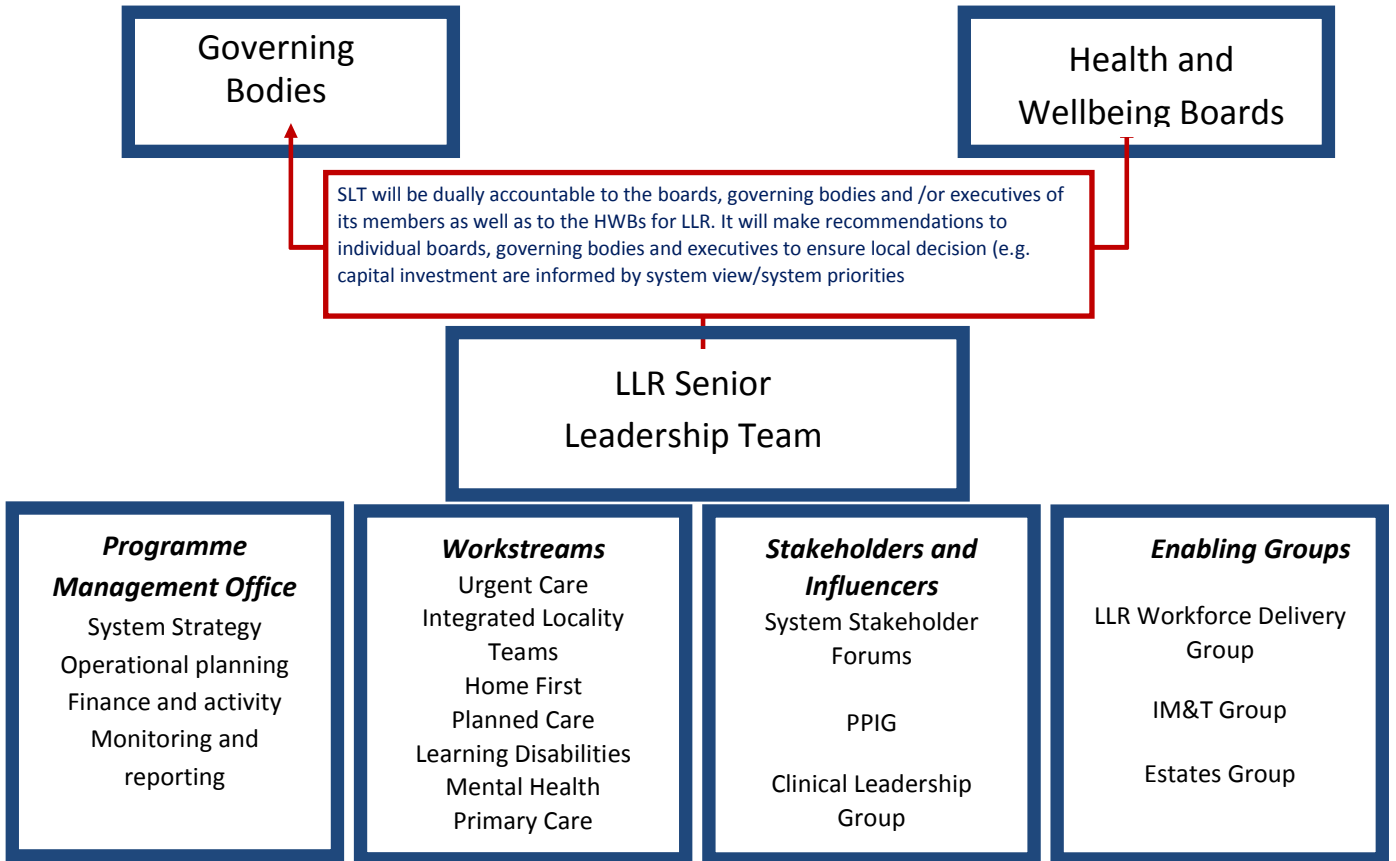 Governing
Bodies
Health and
Wellbeing Boards
SLT will be dually accountable to the boards, governing bodies and /or executives of
its members as well as to the HWBs for LLR. It will make recommendations to
individual boards, governing bodies and executives to ensure local decision (e.g.
capital investment are informed by system view/system priorities
LLR Senior
Leadership Team
Programme
Management Office
System Strategy
Operational planning
Finance and activity
Monitoring and
reporting
Workstreams
Urgent Care
Integrated Locality
Teams
Home First
Planned Care
Learning Disabilities
Mental Health
Primary Care
Stakeholders and
Influencers
System Stakeholder
Forums
PPIG
Clinical Leadership
Group
Enabling Groups
LLR Workforce Delivery
Group
IM&T Group
Estates Group